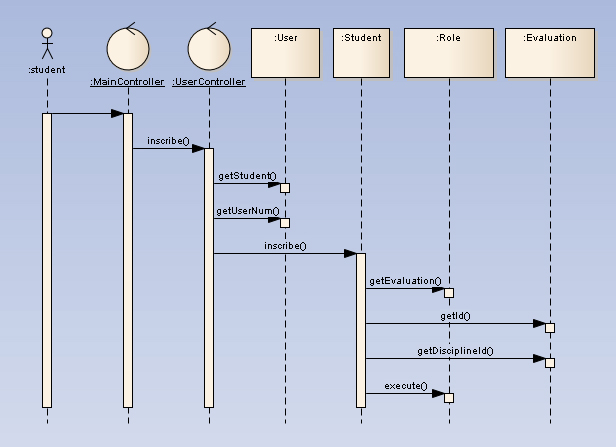 :User
:Student
:Role
:Evaluation
:student
:MainController
:UserController
inscribe()
getStudent()
getUserNum()
inscribe()
getEvaluation()
getId()
getDisciplineId()
execute()